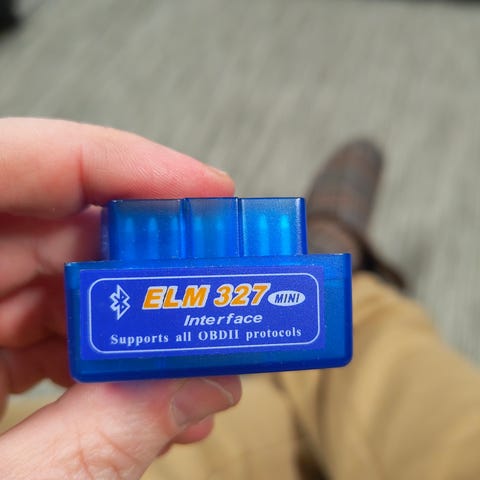 ELM 327 MINI
Interface
Supports all OBDII protocols